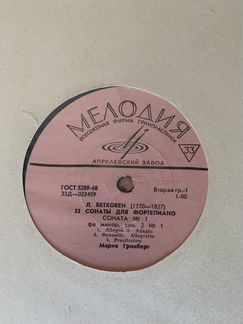 МЕЛОДИЯ
ВСЕСОЮЗНАЯ ФИРМА ГРАМПЛАСТИНОК
33
АПРЕЛЕВСКИЙ ЗАВОД
ГОСТ 5289-68
33Д—025459
Вторая гр.-1
1-00
Л. БЕТХОВЕН (1770—1827)
32 СОНАТЫ ДЛЯ ФОРТЕПИАНО
СОНАТА № 1
фа минор, соч. 2 № 1
1. Allegro 2. Adagio
3. Menuetto. Allegretto
4. Prestissimo
Мария Гринберг